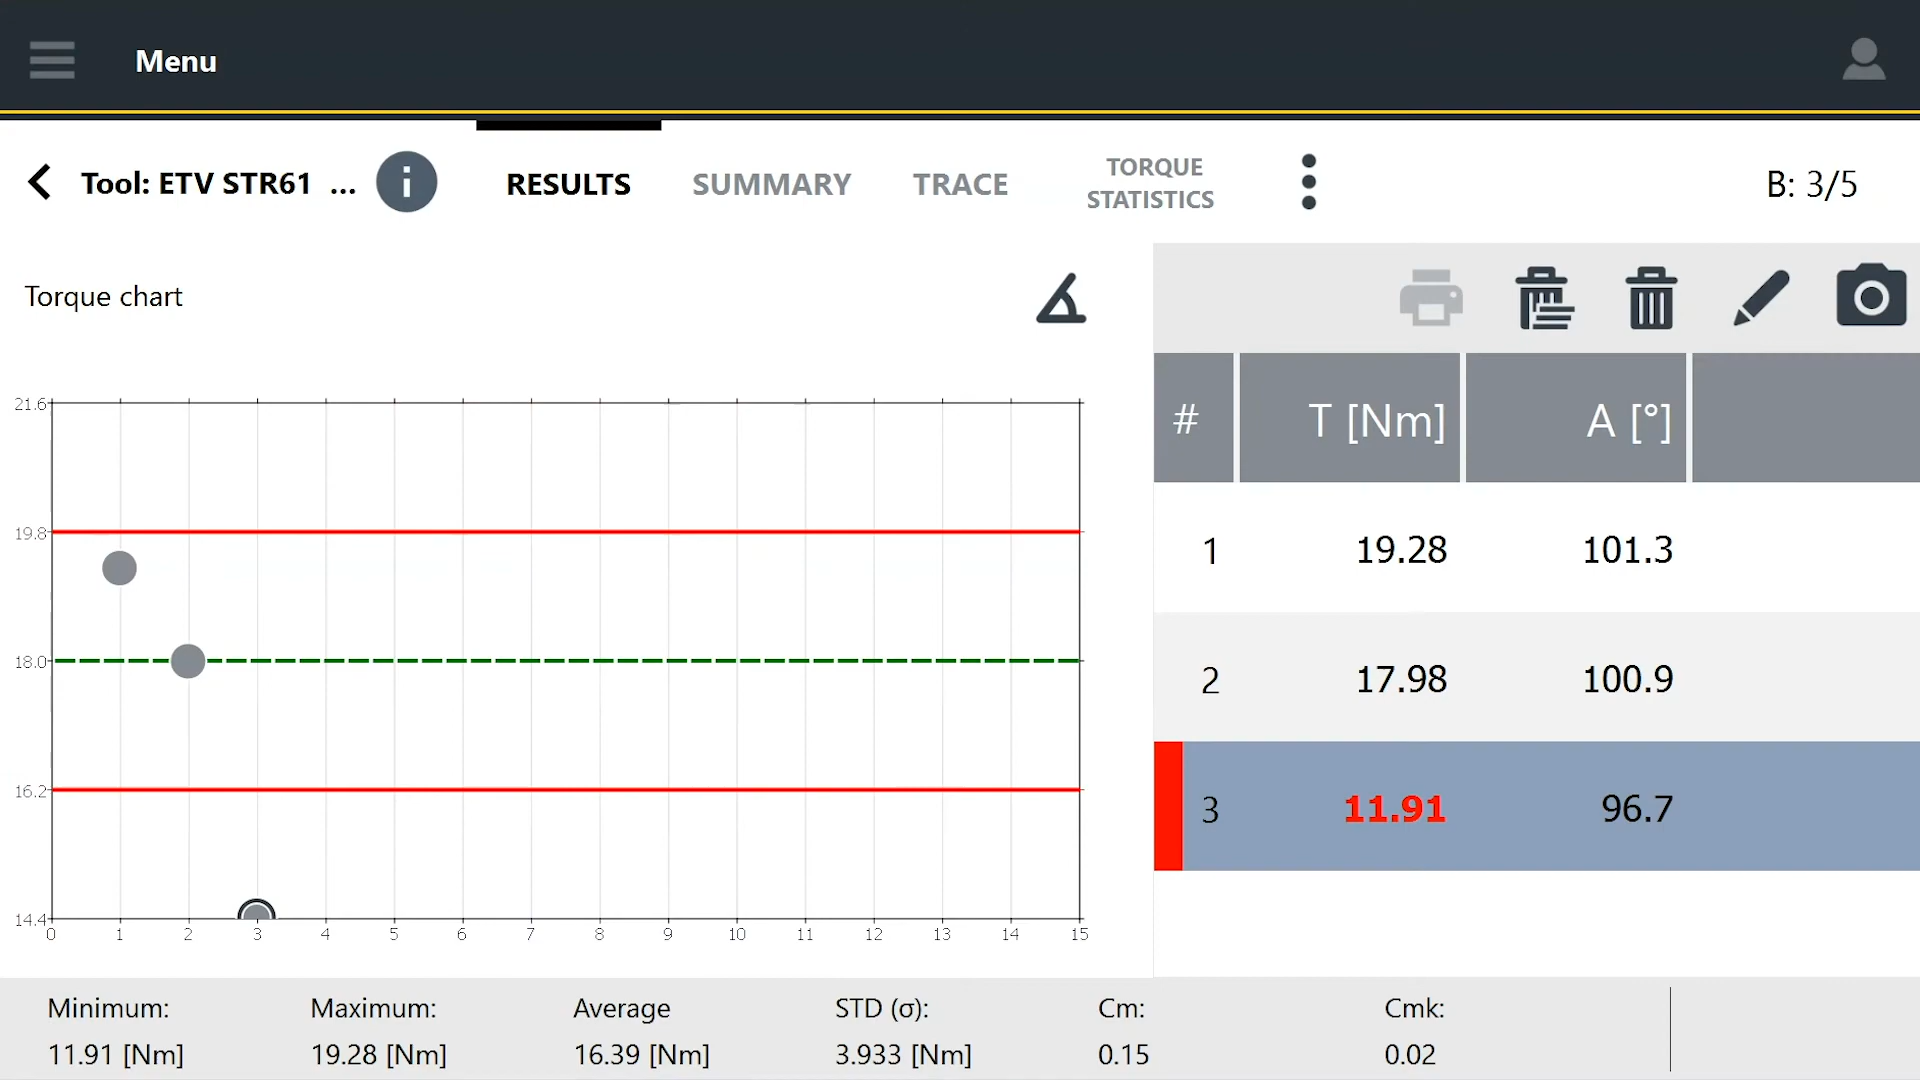 Menu
Tool: ETV STR61 ...
i
RESULTS
SUMMARY
TRACE
TORQUE
STATISTICS
B: 3/5
Torque chart
21.6
19.8
18.0
16.2
14.4
0 1 2 3 4 5 6 7 8 9 10 11 12 13 14 15
# T [Nm] A [°]
1 19.28 101.3
2 17.98 100.9
3 11.91 96.7
Minimum: Maximum: Average STD (σ): Cm: Cmk:
11.91 [Nm] 19.28 [Nm] 16.39 [Nm] 3.933 [Nm] 0.15 0.02